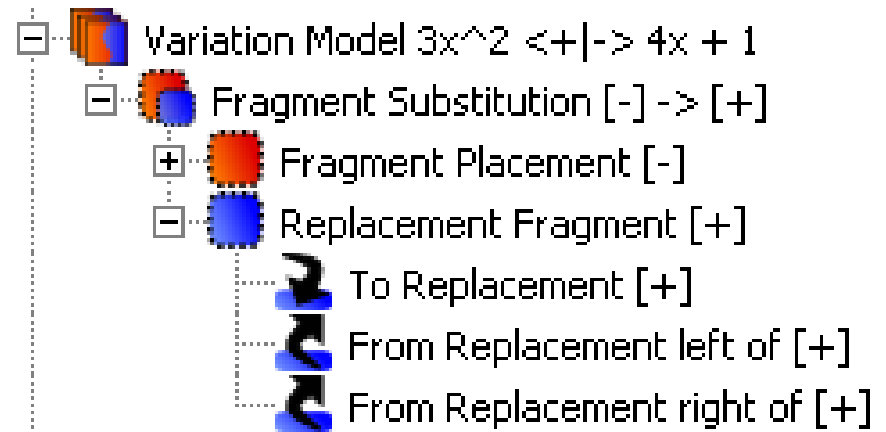 Variation Model 3x^2 <+|-> 4x + 1
Fragment Substitution [-] -> [+]
Fragment Placement [-]
Replacement Fragment [+]
To Replacement [+]
From Replacement left of [+]
From Replacement right of [+]